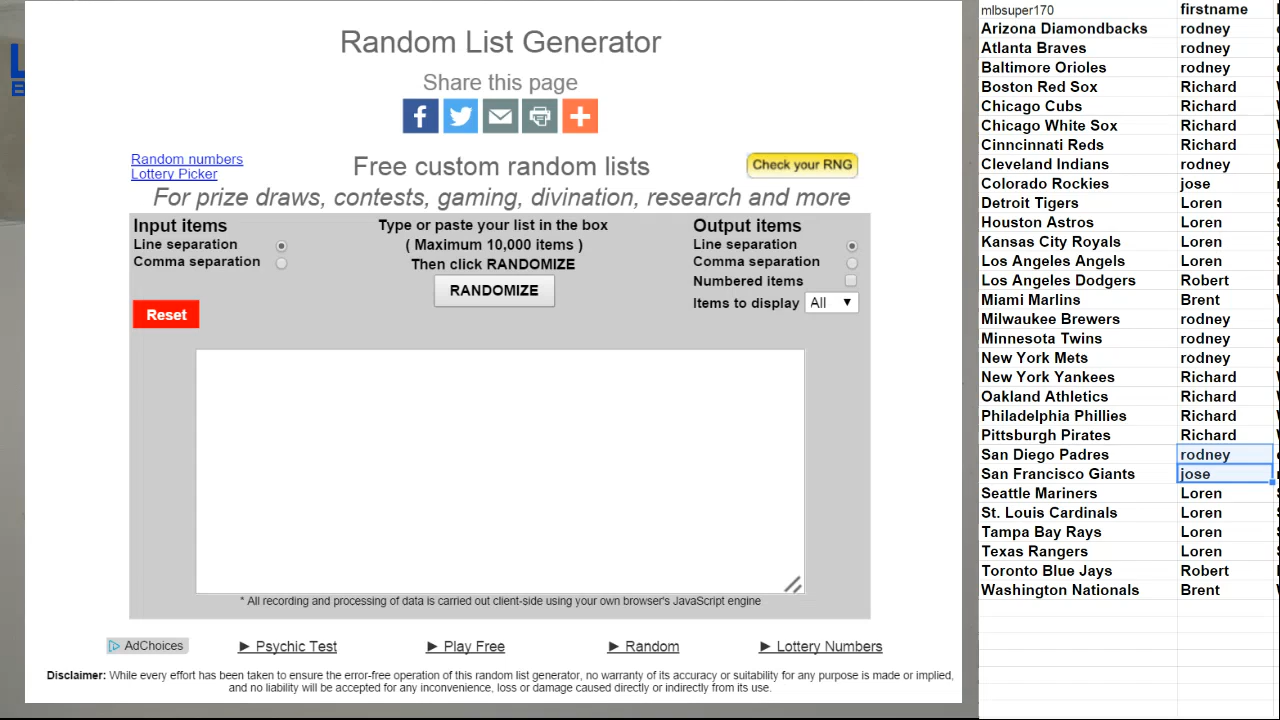 Random List Generator
Share this page
Random numbers
Lottery Picker
Free custom random lists
Check your RNG
For prize draws, contests, gaming, divination, research and more
Input items
Line separation
Comma separation
Reset
Type or paste your list in the box
( Maximum 10,000 items )
Then click RANDOMIZE
RANDOMIZE
Output items
Line separation
Comma separation
Numbered items
Items to display All ▼
* All recording and processing of data is carried out client-side using your own browser's JavaScript engine
AdChoices
► Psychic Test
► Play Free
► Random
► Lottery Numbers
Disclaimer: While every effort has been taken to ensure the error-free operation of this random list generator, no warranty of its accuracy or suitability for any purpose is made or implied,
and no liability will be accepted for any inconvenience, loss or damage caused directly or indirectly from its use.
mlbsuper170 firstname
Arizona Diamondbacks rodney
Atlanta Braves rodney
Baltimore Orioles rodney
Boston Red Sox Richard
Chicago Cubs Richard
Chicago White Sox Richard
Cinncincinati Reds Richard
Cleveland Indians rodney
Colorado Rockies jose
Detroit Tigers Loren
Houston Astros Loren
Kansas City Royals Loren
Los Angeles Angels Loren
Los Angeles Dodgers Robert
Miami Marlins Brent
Milwaukee Brewers rodney
Minnesota Twins rodney
New York Mets rodney
New York Yankees Richard
Oakland Athletics Richard
Philadelphia Phillies Richard
Pittsburgh Pirates Richard
San Diego Padres rodney
San Francisco Giants jose
Seattle Mariners Loren
St. Louis Cardinals Loren
Tampa Bay Rays Loren
Texas Rangers Loren
Toronto Blue Jays Robert
Washington Nationals Brent